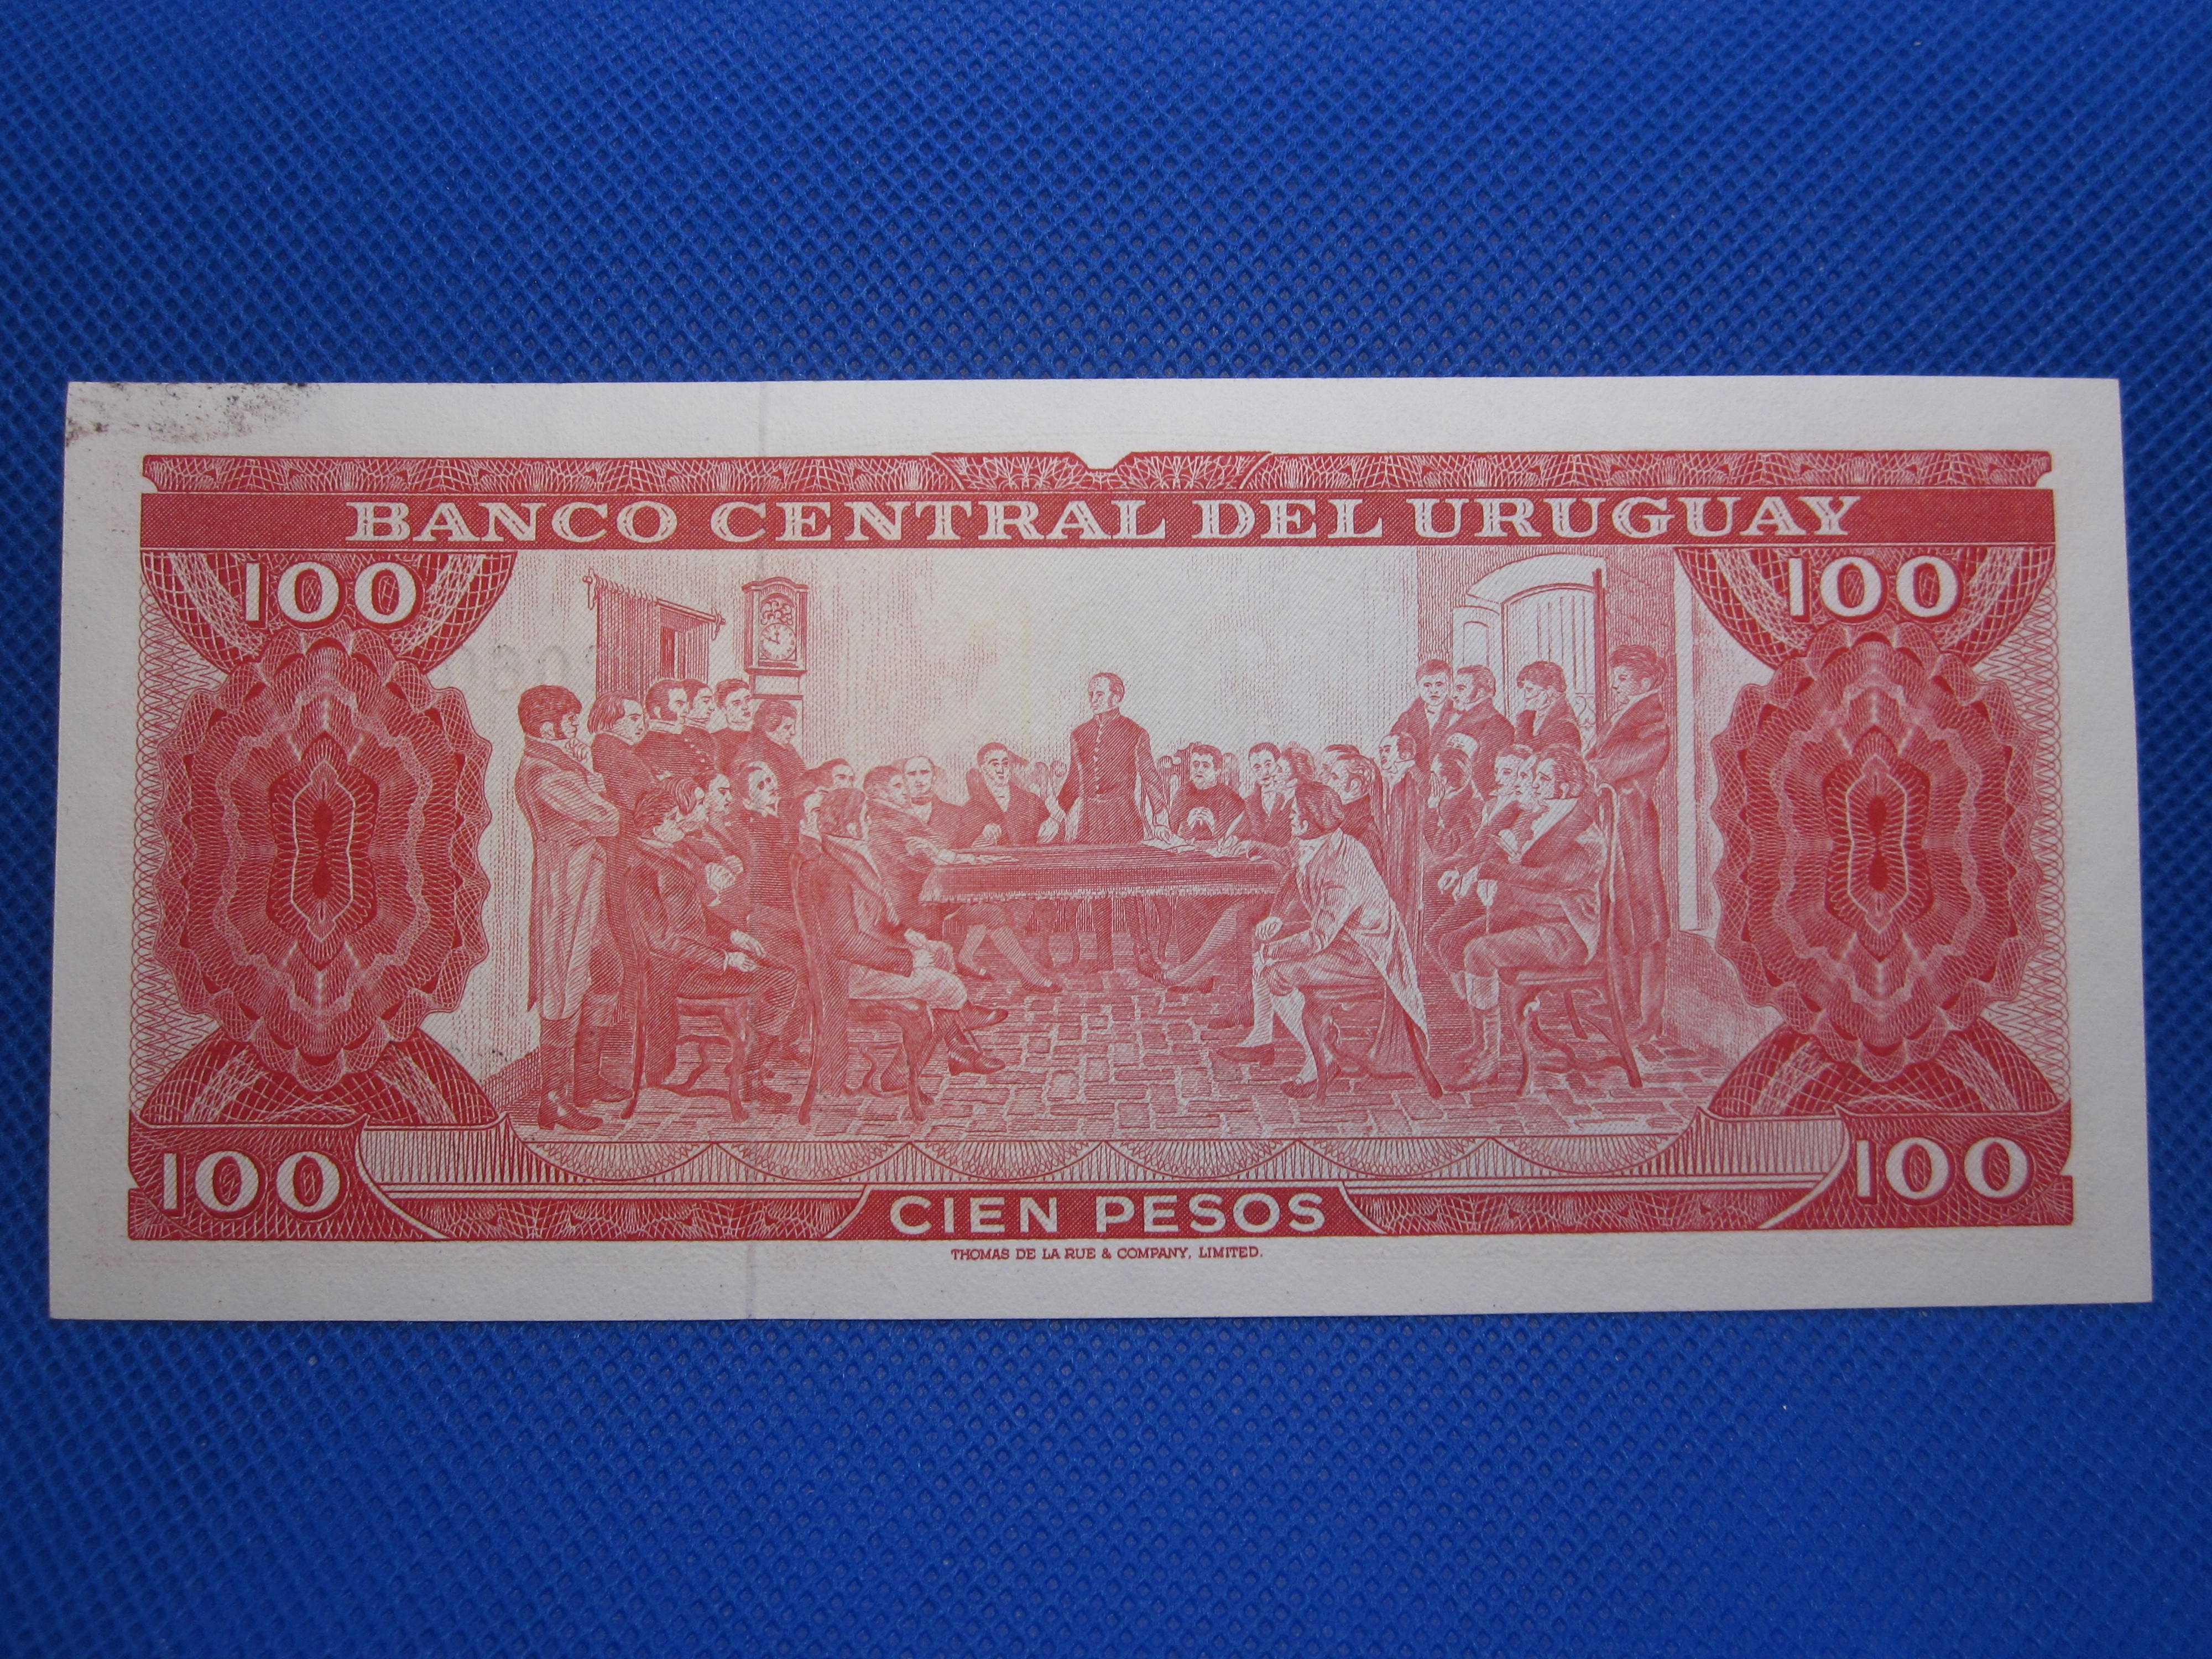 BANCO CENTRAL DEL URUGUAY
100 100
100 100
CIEN PESOS
THOMAS DE LA RUE & COMPANY, LIMITED.